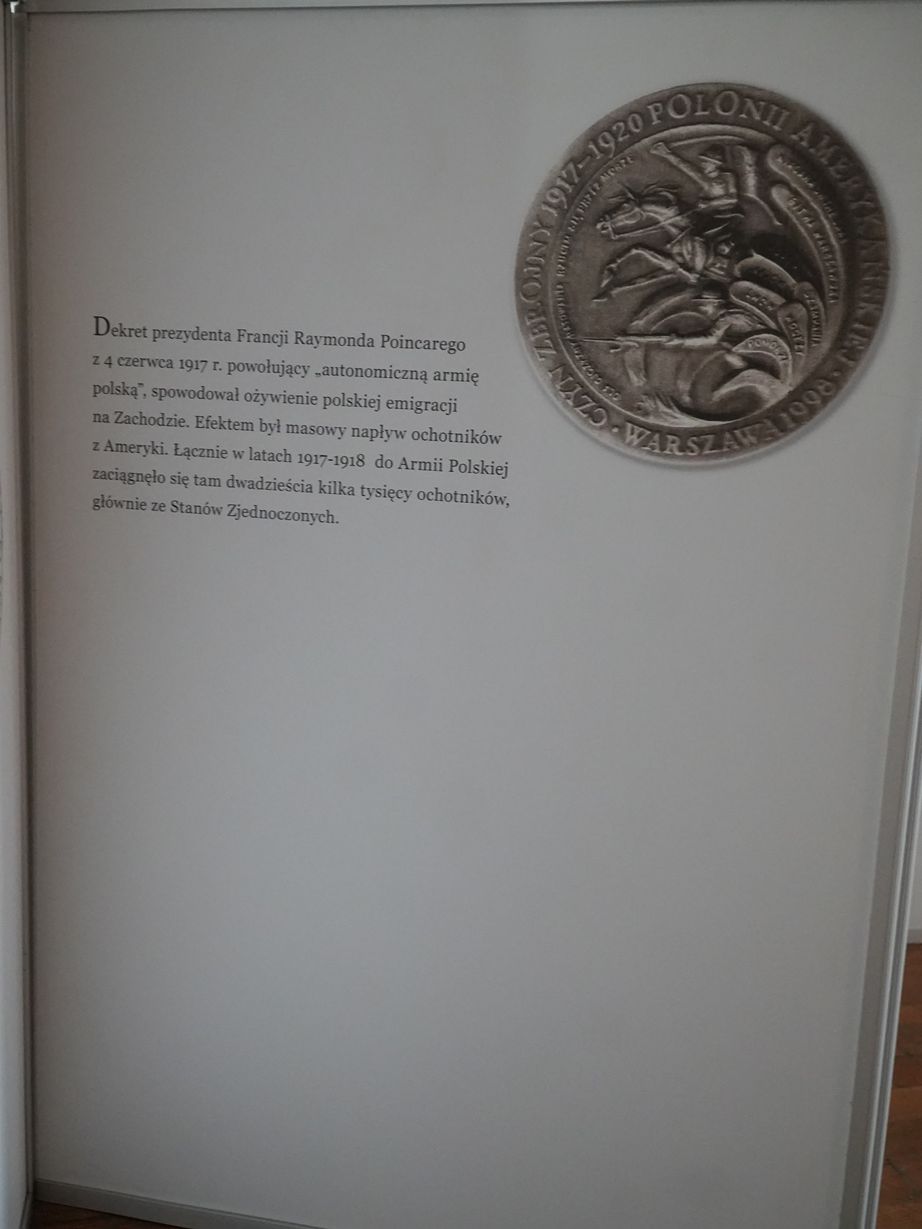 CZYN ZBROJNY 1917–1920 POLONII AMERYKAŃSKIEJ · WARSZAWA 1998 ·
Dekret prezydenta Francji Raymonda Poincarego
z 4 czerwca 1917 r. powołujący „autonomiczną armię
polską”, spowodował ożywienie polskiej emigracji
na Zachodzie. Efektem był masowy napływ ochotników
z Ameryki. Łącznie w latach 1917-1918 do Armii Polskiej
zaciągnęło się tam dwadzieścia kilka tysięcy ochotników,
głównie ze Stanów Zjednoczonych.